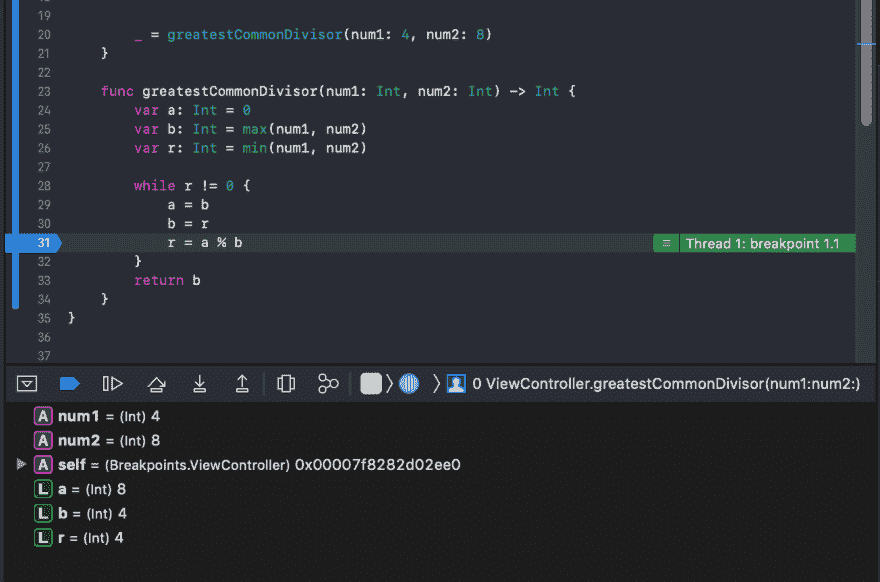 19
20 _ = greatestCommonDivisor(num1: 4, num2: 8)
21 }
22
23 func greatestCommonDivisor(num1: Int, num2: Int) -> Int {
24 var a: Int = 0
25 var b: Int = max(num1, num2)
26 var r: Int = min(num1, num2)
27
28 while r != 0 {
29 a = b
30 b = r
31 r = a % b = Thread 1: breakpoint 1.1
32 }
33 return b
34 }
35 }
36
37
0 ViewController.greatestCommonDivisor(num1:num2:)
A num1 = (Int) 4
A num2 = (Int) 8
A self = (Breakpoints.ViewController) 0x00007f8282d02ee0
L a = (Int) 8
L b = (Int) 4
L r = (Int) 4